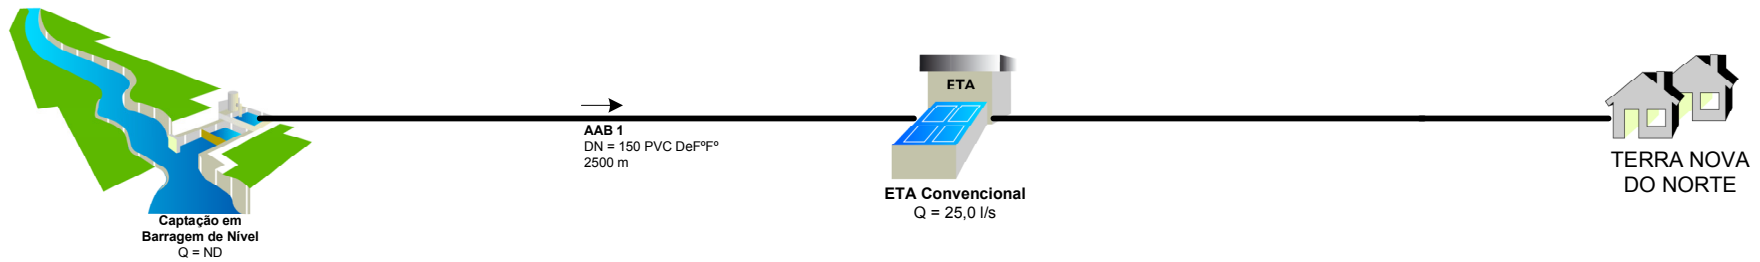 Captação em
Barragem de Nível
Q = ND
AAB 1
DN = 150 PVC DeFºFº
2500 m
ETA
ETA Convencional
Q = 25,0 l/s
TERRA NOVA
DO NORTE